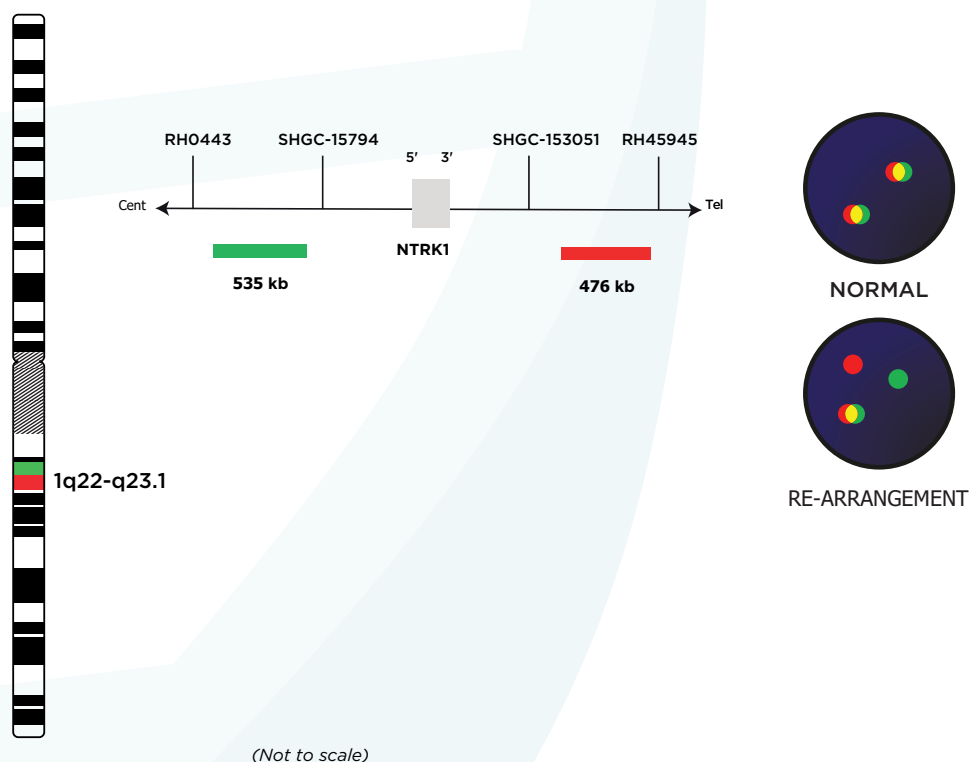 RH0443 SHGC-15794 SHGC-153051 RH45945
5' 3'
Cent Tel
NTRK1
535 kb 476 kb
NORMAL
1q22-q23.1
RE-ARRANGEMENT
(Not to scale)